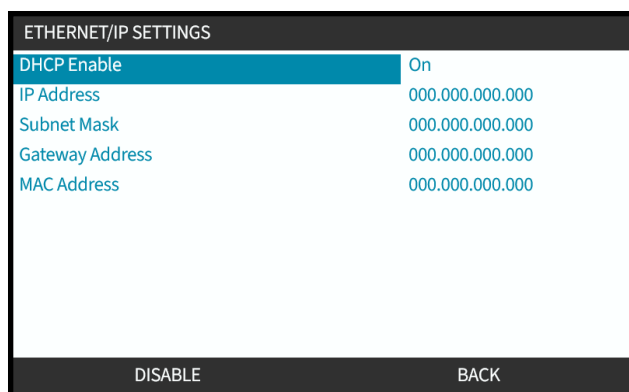 ETHERNET/IP SETTINGS
DHCP Enable On
IP Address 000.000.000.000
Subnet Mask 000.000.000.000
Gateway Address 000.000.000.000
MAC Address 000.000.000.000
DISABLE BACK